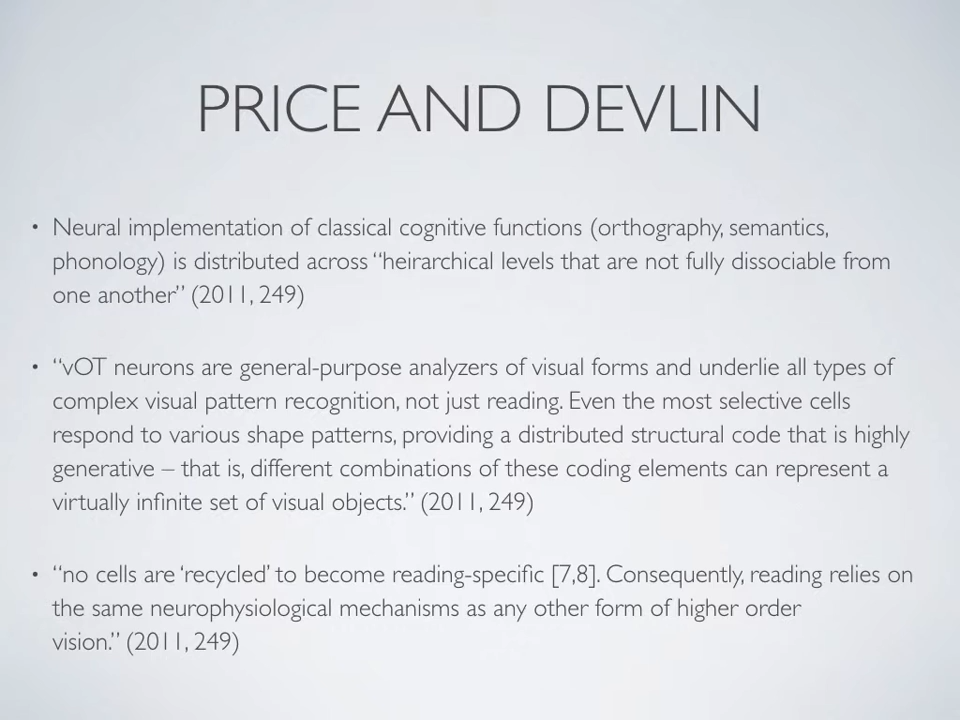 PRICE AND DEVLIN
• Neural implementation of classical cognitive functions (orthography, semantics,
phonology) is distributed across “heirarchical levels that are not fully dissociable from
one another” (2011, 249)
• “vOT neurons are general-purpose analyzers of visual forms and underlie all types of
complex visual pattern recognition, not just reading. Even the most selective cells
respond to various shape patterns, providing a distributed structural code that is highly
generative – that is, different combinations of these coding elements can represent a
virtually infinite set of visual objects.” (2011, 249)
• “no cells are ‘recycled’ to become reading-specific [7,8]. Consequently, reading relies on
the same neurophysiological mechanisms as any other form of higher order
vision.” (2011, 249)